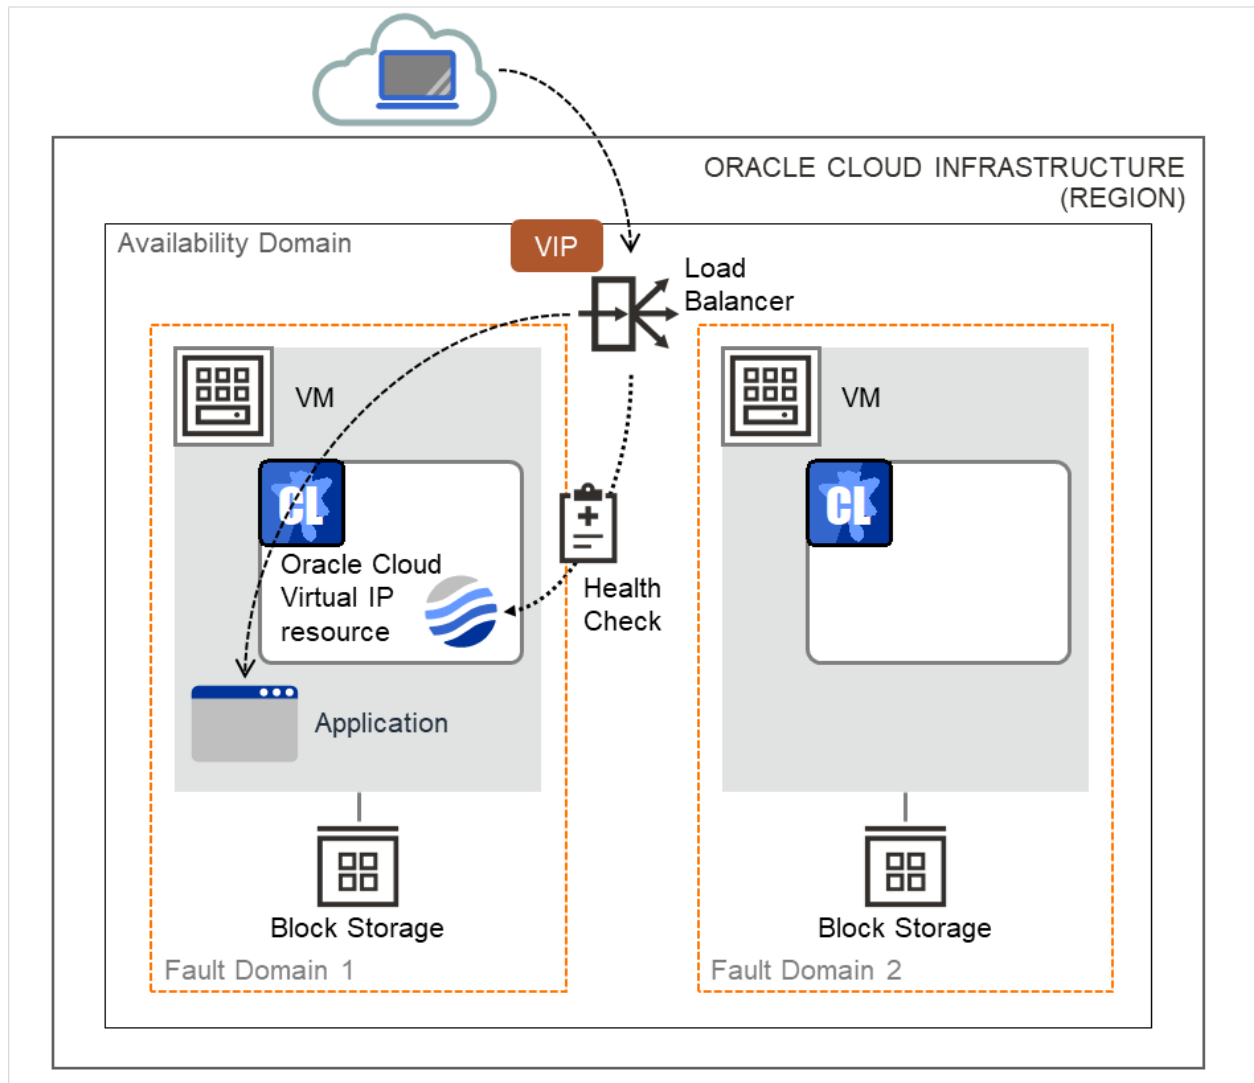 ORACLE CLOUD INFRASTRUCTURE
(REGION)
Availability Domain
VIP
Load
Balancer
VM
CL
Oracle Cloud
Virtual IP
resource
Health
Check
Application
Block Storage
Fault Domain 1
VM
CL
Block Storage
Fault Domain 2